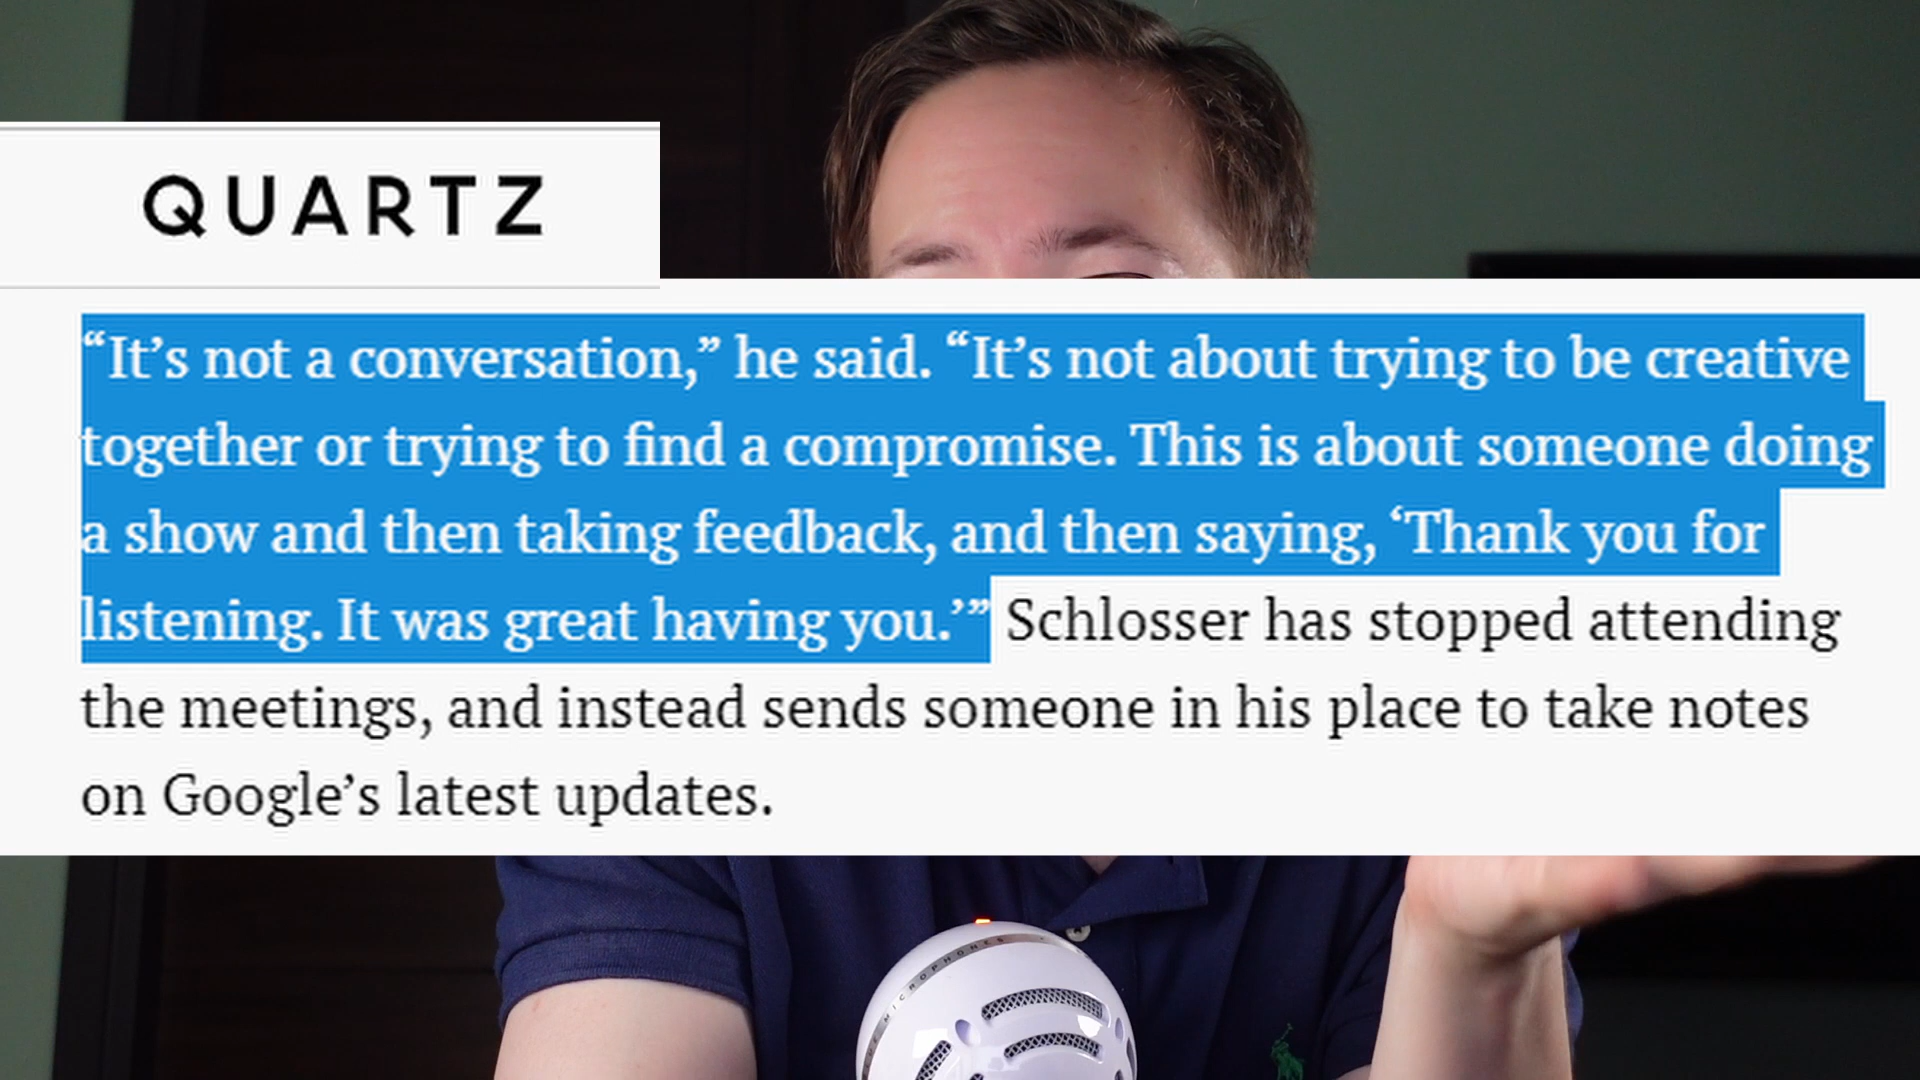 QUARTZ
“It’s not a conversation,” he said. “It’s not about trying to be creative
together or trying to find a compromise. This is about someone doing
a show and then taking feedback, and then saying, ‘Thank you for
listening. It was great having you.’” Schlosser has stopped attending
the meetings, and instead sends someone in his place to take notes
on Google’s latest updates.
MICROPHONES